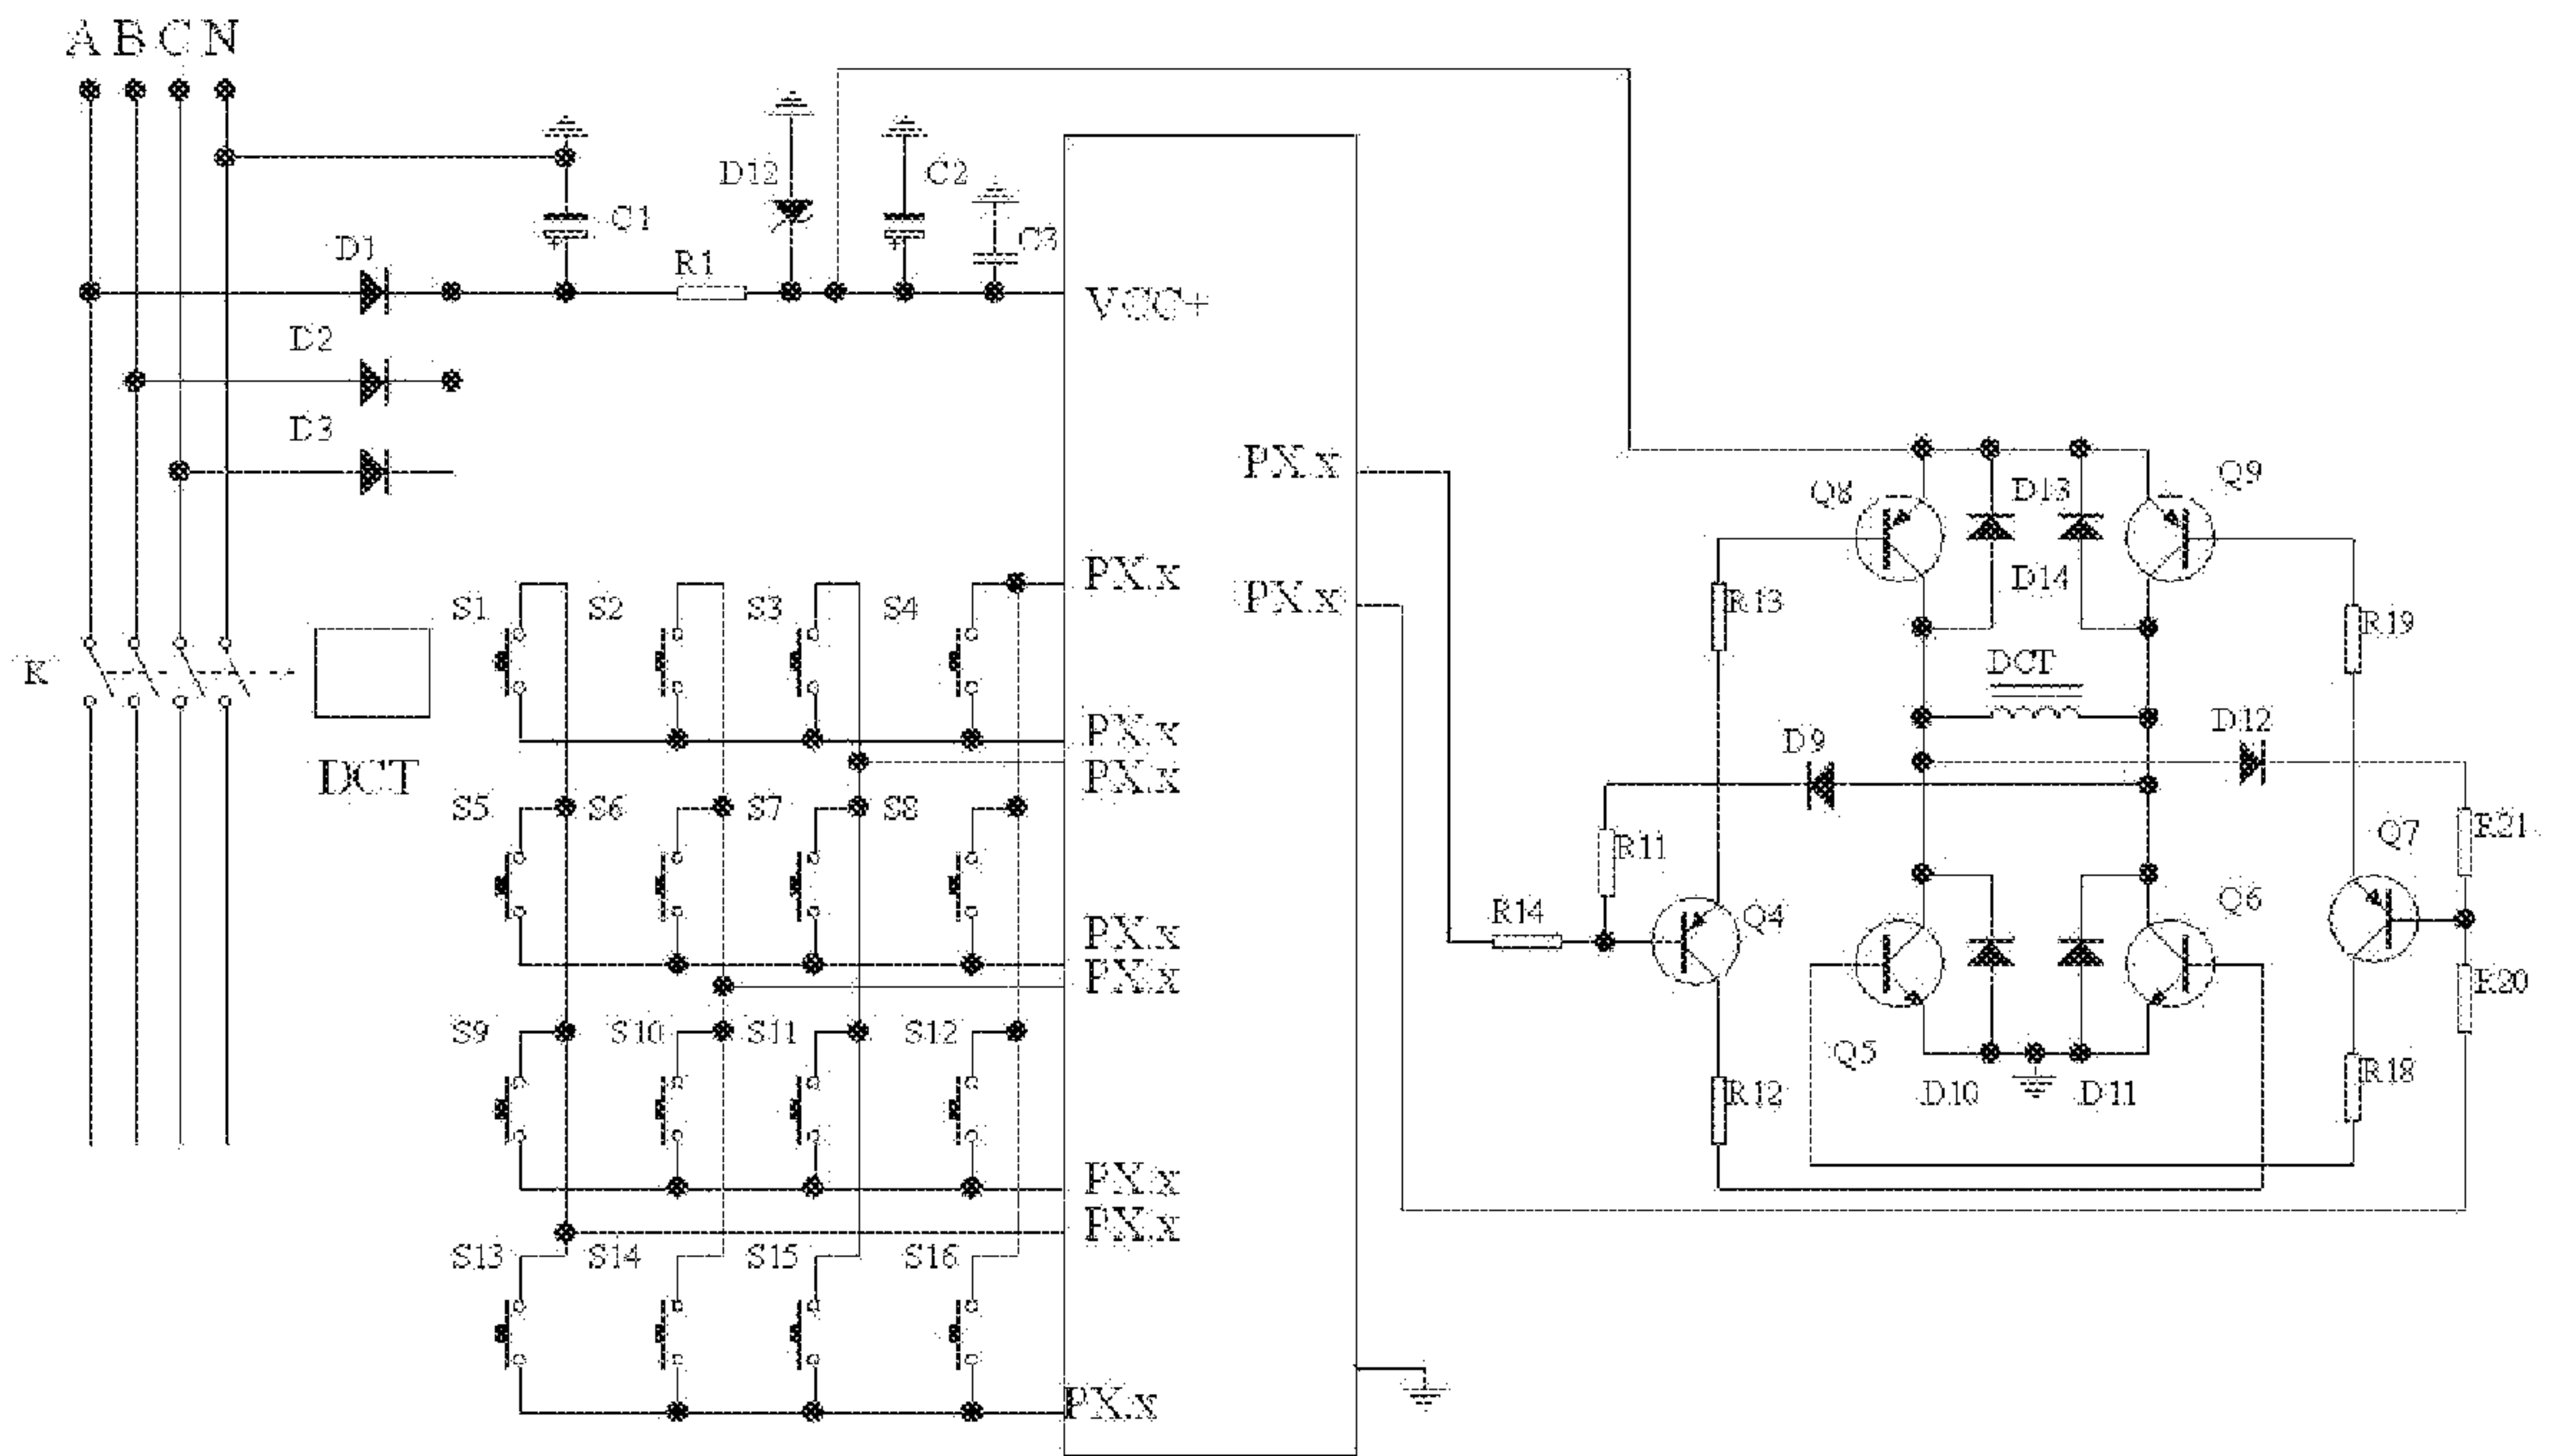 A B C N
D12
C2
C1
C3
D1
R1
VCC+
D2
D3
PX.x
Q8
D13
Q9
PX.x
D14
PX.x
S1
S2
S3
S4
R13
R19
K
DCT
DCT
PX.x
D9
D12
PX.x
S5
S6
S7
S8
R11
Q7
R21
R14
Q4
Q6
PX.x
PX.x
R20
S9
S10
S11
S12
Q5
R18
R12
D10
D11
PX.x
PX.x
S13
S14
S15
S16
PX.x